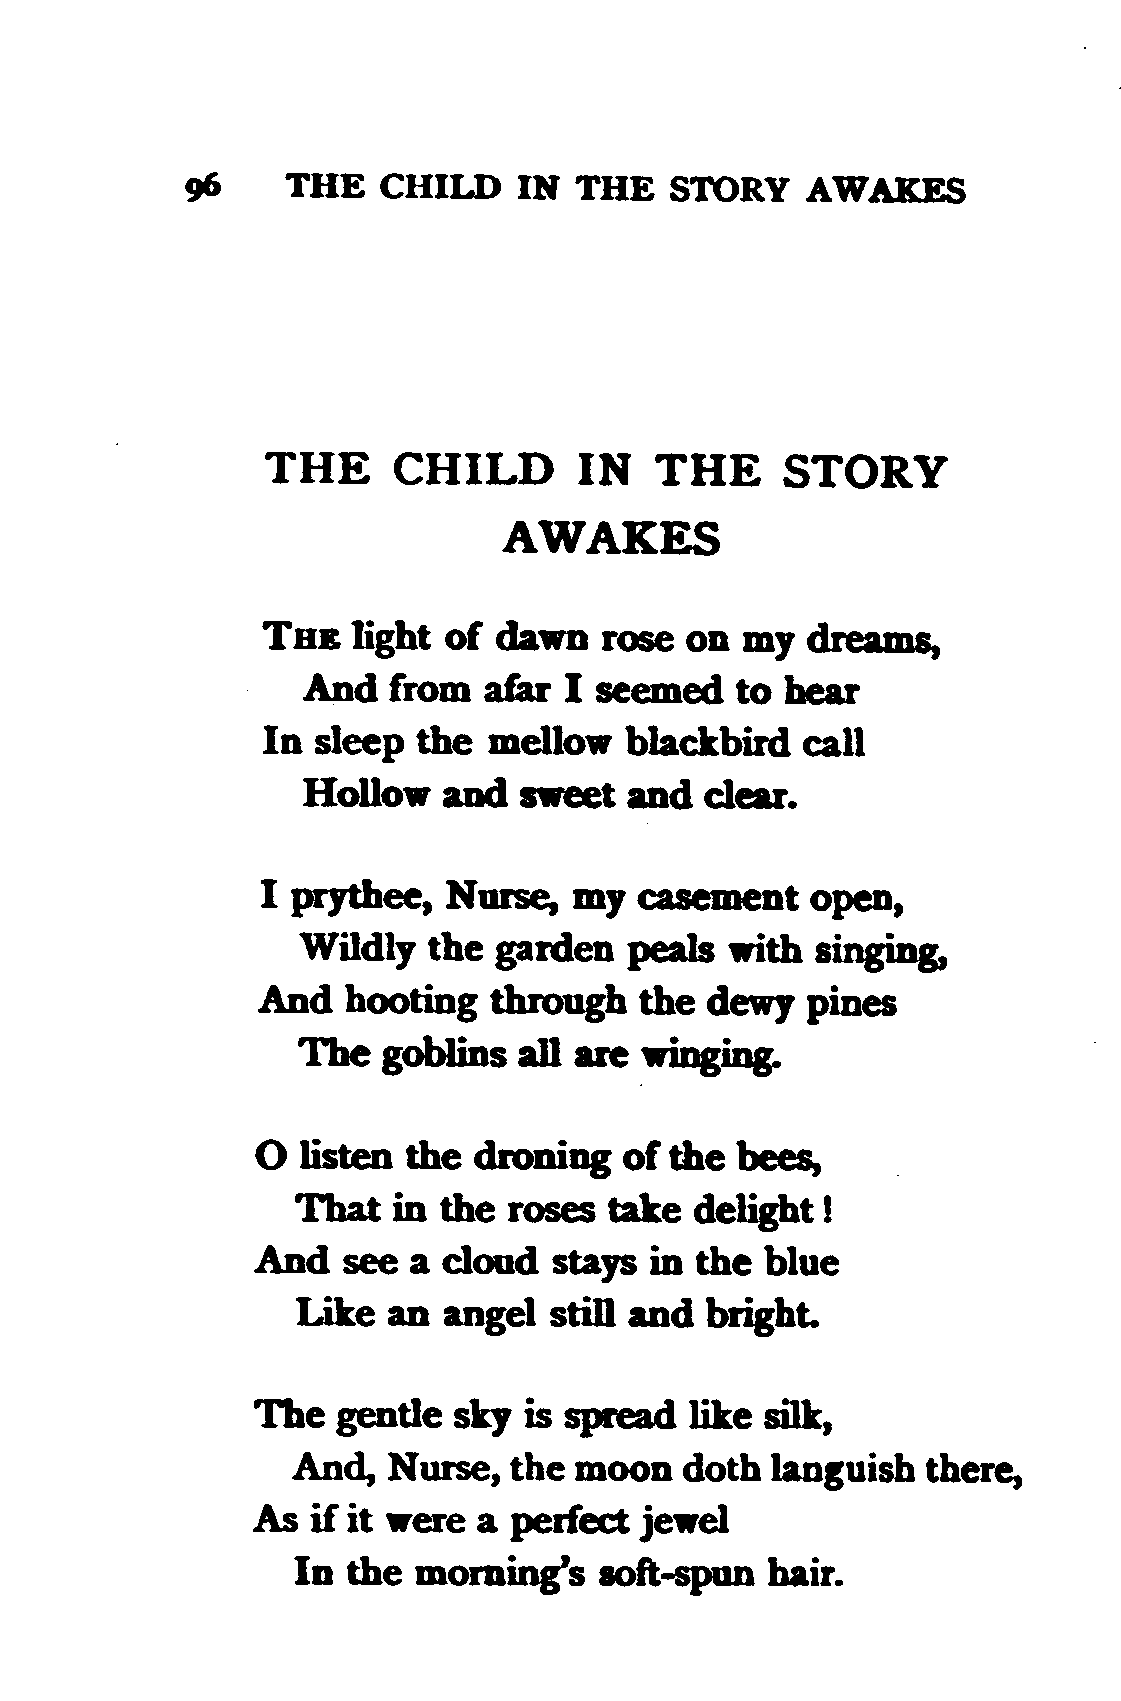 96 THE CHILD IN THE STORY AWAKES
THE CHILD IN THE STORY
AWAKES
THE light of dawn rose on my dreams,
And from afar I seemed to hear
In sleep the mellow blackbird call
Hollow and sweet and clear.
I prythee, Nurse, my casement open,
Wildly the garden peals with singing,
And hooting through the dewy pines
The goblins all are winging.
O listen the droning of the bees,
That in the roses take delight !
And see a cloud stays in the blue
Like an angel still and bright.
The gentle sky is spread like silk,
And, Nurse, the moon doth languish there,
As if it were a perfect jewel
In the morning's soft-spun hair.